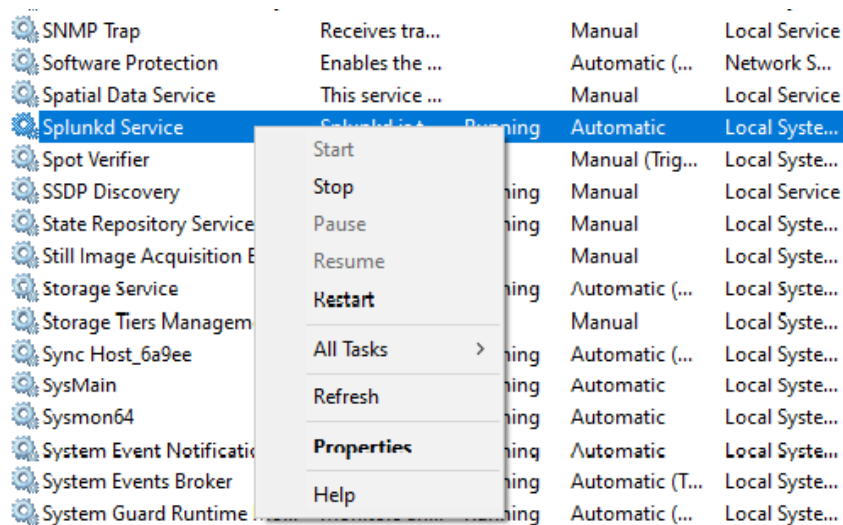 SNMP Trap Receives tra... Manual Local Service
Software Protection Enables the ... Automatic (... Network S...
Spatial Data Service This service ... Manual Local Service
Splunkd Service Running Automatic Local Syste...
Spot Verifier Manual (Trig... Local Syste...
SSDP Discovery Manual Local Service
State Repository Service Manual Local Syste...
Still Image Acquisition E Manual Local Syste...
Storage Service Automatic (... Local Syste...
Storage Tiers Managem Manual Local Syste...
Sync Host_6a9ee Automatic (... Local Syste...
SysMain Automatic Local Syste...
Sysmon64 Automatic Local Syste...
System Event Notificatio Automatic Local Syste...
System Events Broker Automatic (T... Local Syste...
System Guard Runtime Running Automatic (... Local Syste...
Start
Stop
Pause
Resume
Restart
All Tasks >
Refresh
Properties
Help